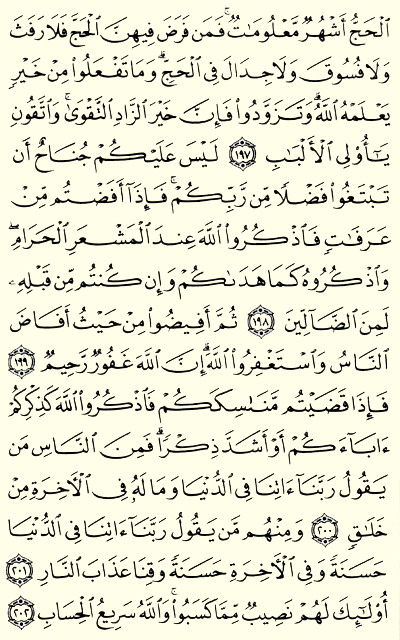 ٱلْحَجُّ أَشْهُرٌ مَّعْلُومَٰتٌ ۚ فَمَن فَرَضَ فِيهِنَّ ٱلْحَجَّ فَلَا رَفَثَ
وَلَا فُسُوقَ وَلَا جِدَالَ فِى ٱلْحَجِّ ۗ وَمَا تَفْعَلُوا۟ مِنْ خَيْرٍ
يَعْلَمْهُ ٱللَّهُ ۗ وَتَزَوَّدُوا۟ فَإِنَّ خَيْرَ ٱلزَّادِ ٱلتَّقْوَىٰ ۚ وَٱتَّقُونِ
يَٰٓأُو۟لِى ٱلْأَلْبَٰبِ ١٩٧ لَيْسَ عَلَيْكُمْ جُنَاحٌ أَن
تَبْتَغُوا۟ فَضْلًا مِّن رَّبِّكُمْ ۚ فَإِذَآ أَفَضْتُم مِّنْ
عَرَفَٰتٍ فَٱذْكُرُوا۟ ٱللَّهَ عِندَ ٱلْمَشْعَرِ ٱلْحَرَامِ ۖ
وَٱذْكُرُوهُ كَمَا هَدَىٰكُمْ وَإِن كُنتُم مِّن قَبْلِهِۦ
لَمِنَ ٱلضَّآلِّينَ ١٩٨ ثُمَّ أَفِيضُوا۟ مِنْ حَيْثُ أَفَاضَ
ٱلنَّاسُ وَٱسْتَغْفِرُوا۟ ٱللَّهَ ۚ إِنَّ ٱللَّهَ غَفُورٌ رَّحِيمٌ ١٩٩
فَإِذَا قَضَيْتُم مَّنَٰسِكَكُمْ فَٱذْكُرُوا۟ ٱللَّهَ كَذِكْرِكُمْ
ءَابَآءَكُمْ أَوْ أَشَدَّ ذِكْرًا ۗ فَمِنَ ٱلنَّاسِ مَن
يَقُولُ رَبَّنَآ ءَاتِنَا فِى ٱلدُّنْيَا وَمَا لَهُۥ فِى ٱلْءَاخِرَةِ مِنْ
خَلَٰقٍ ٢٠٠ وَمِنْهُم مَّن يَقُولُ رَبَّنَآ ءَاتِنَا فِى ٱلدُّنْيَا
حَسَنَةً وَفِى ٱلْءَاخِرَةِ حَسَنَةً وَقِنَا عَذَابَ ٱلنَّارِ ٢٠١
أُو۟لَٰٓئِكَ لَهُمْ نَصِيبٌ مِّمَّا كَسَبُوا۟ ۚ وَٱللَّهُ سَرِيعُ ٱلْحِسَابِ ٢٠٢